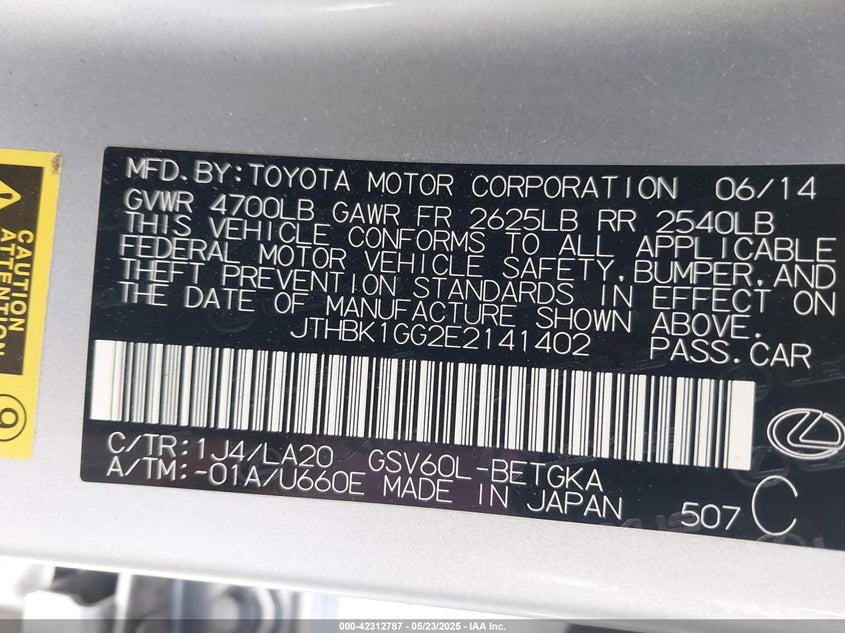 MFD.BY:TOYOTA MOTOR CORPORATION 06/14
GVWR 4700LB GAWR FR 2625LB RR 2540LB
THIS VEHICLE CONFORMS TO ALL APPLICABLE
FEDERAL MOTOR VEHICLE SAFETY,BUMPER,AND
THEFT PREVENTION STANDARDS IN EFFECT ON
THE DATE OF MANUFACTURE SHOWN ABOVE.
JTHBK1GG2E2141402 PASS.CAR
C/TR:1J4/LA20 GSV60L-BETGKA
A/TM:-01A/U660E MADE IN JAPAN 507 C
CAUTION
ATTENTION
9
000-42312787 - 05/23/2025 - IAA Inc.